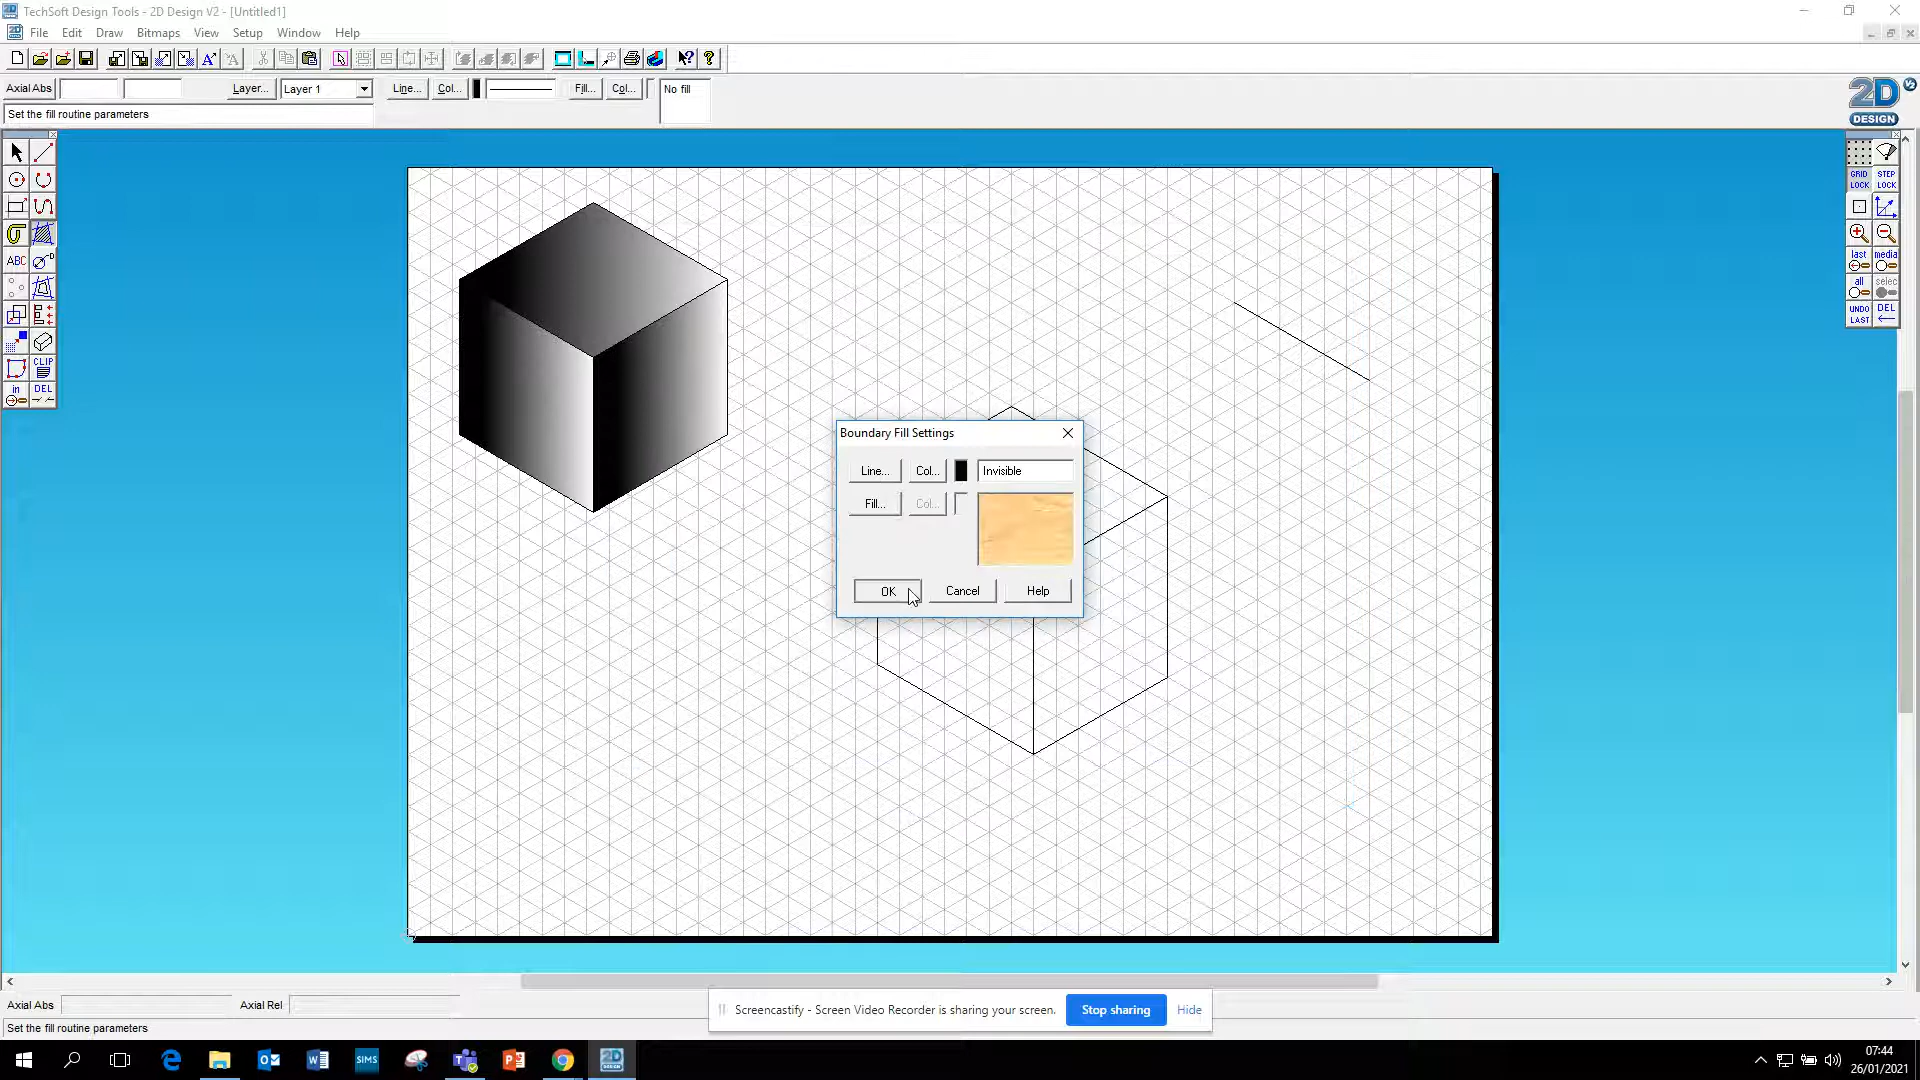 TechSoft Design Tools - 2D Design V2 - [Untitled1]
File Edit Draw Bitmaps View Setup Window Help
Axial Abs Layer... Layer 1 Line... Col... Fill... Col... No fill
Set the fill routine parameters
2D V2
DESIGN
GRID LOCK STEP LOCK
ABC D
last media
all selec
UNDO LAST DEL
CLIP
in DEL
Boundary Fill Settings
Line... Col... Invisible
Fill... Col...
OK Cancel Help
Axial Abs Axial Rel
Screencastify - Screen Video Recorder is sharing your screen. Stop sharing Hide
Set the fill routine parameters
SIMS
2D
DESIGN
07:44
26/01/2021